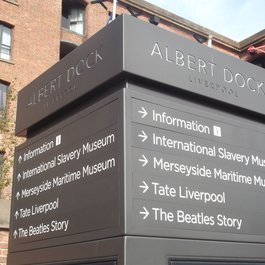 ALBERT DOCK
LIVERPOOL
↑ Information i
↑ International Slavery Museum
↑ Merseyside Maritime Museum
↑ Tate Liverpool
↑ The Beatles Story
ALBERT DOCK
LIVERPOOL
→ Information i
→ International Slavery Muse
→ Merseyside Maritime Mu
→ Tate Liverpool
→ The Beatles Story